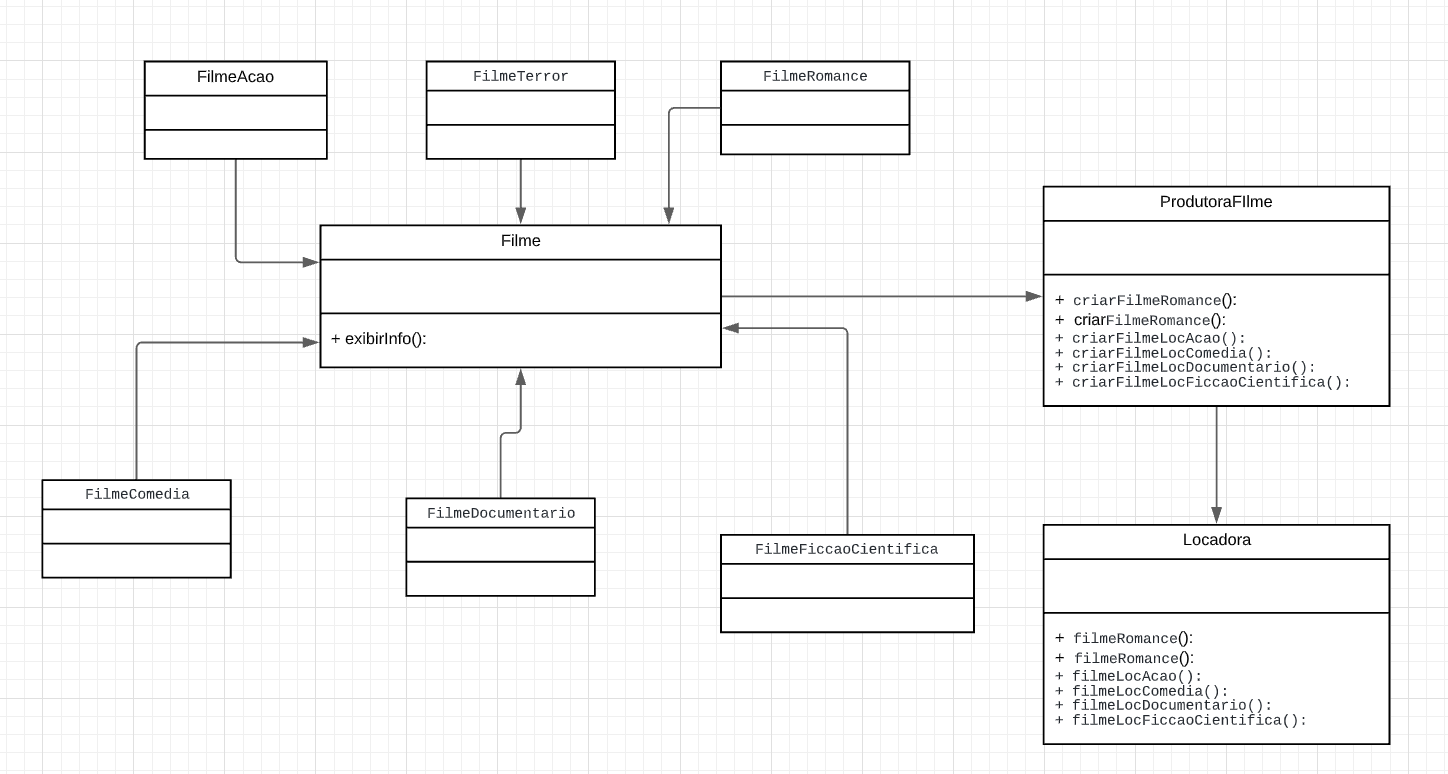 FilmeAcao
FilmeTerror
FilmeRomance
ProdutoraFIlme
+ criarFilmeRomance():
+ criarFilmeRomance():
+ criarFilmeLocAcao():
+ criarFilmeLocComedia():
+ criarFilmeLocDocumentario():
+ criarFilmeLocFiccaoCientifica():
Filme
+ exibirInfo():
FilmeComedia
FilmeDocumentario
FilmeFiccaoCientifica
Locadora
+ filmeRomance():
+ filmeRomance():
+ filmeLocAcao():
+ filmeLocComedia():
+ filmeLocDocumentario():
+ filmeLocFiccaoCientifica():